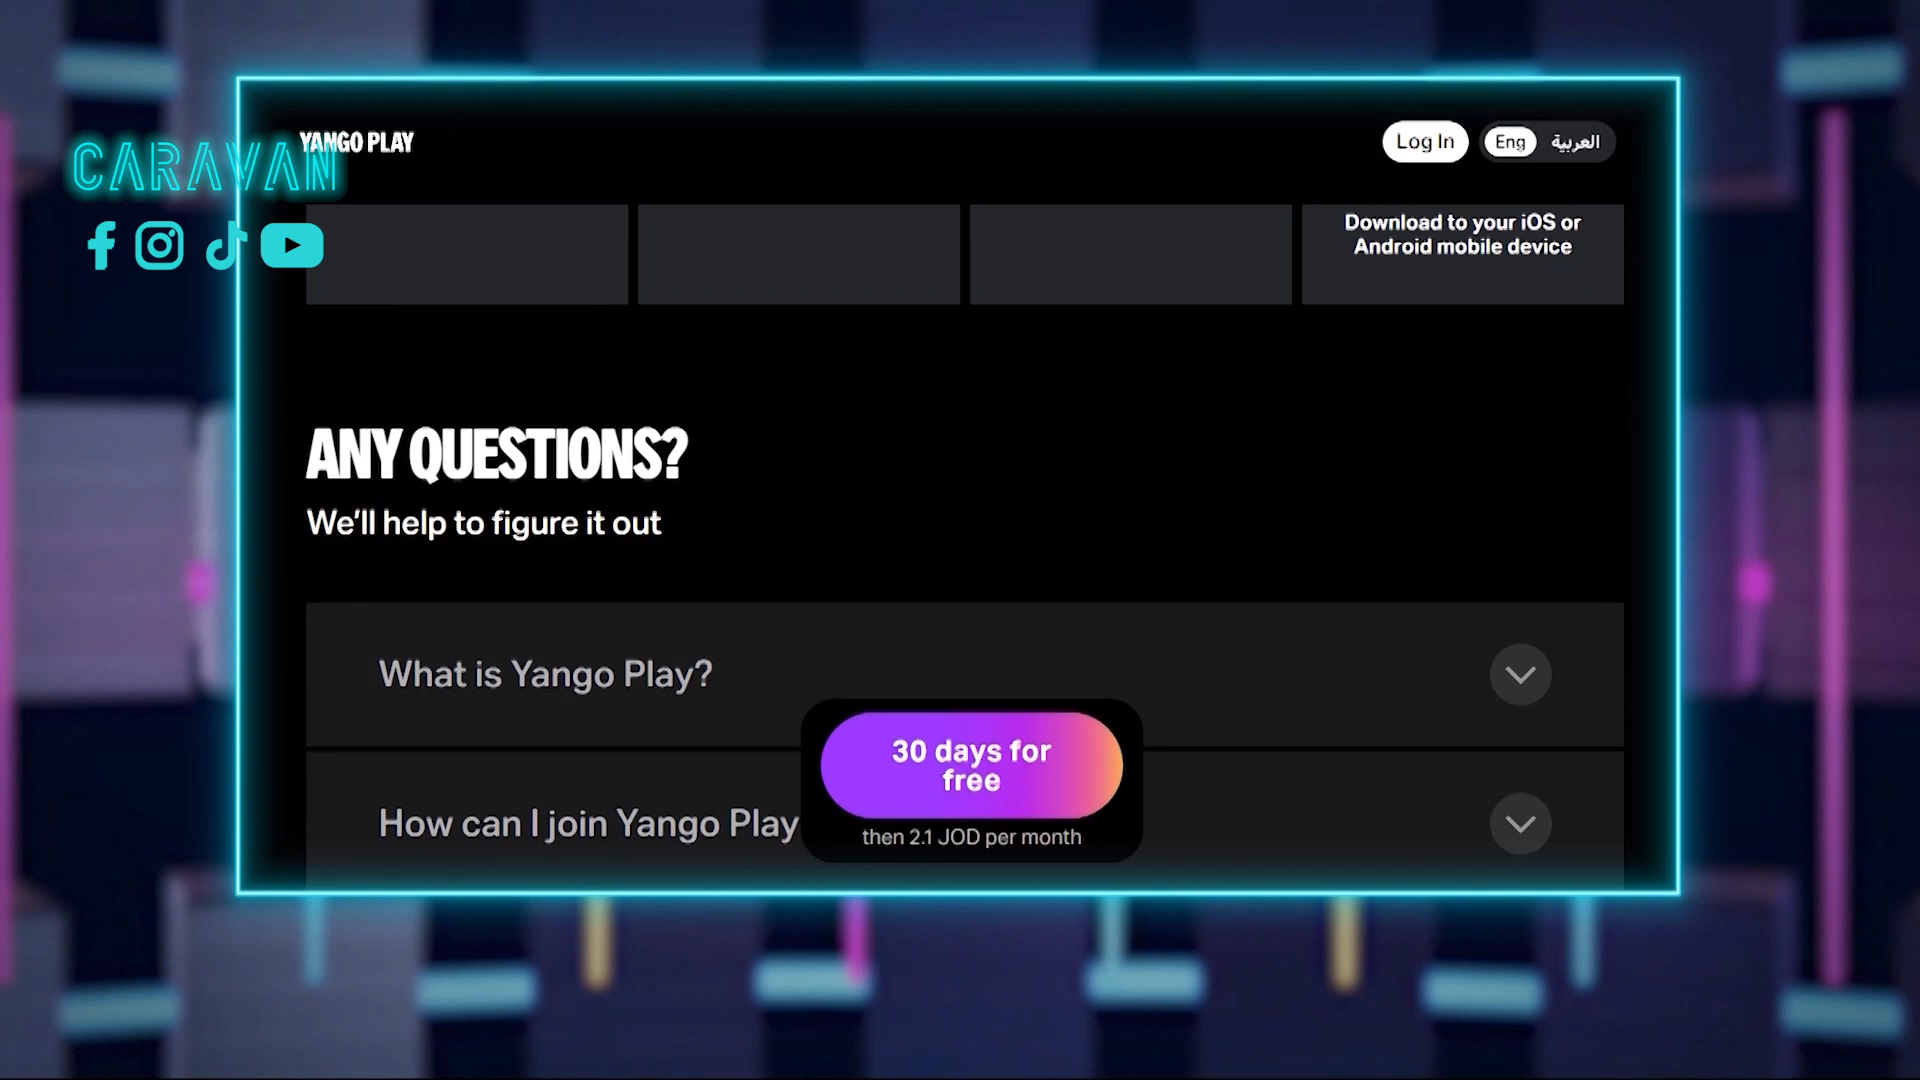 YANGO PLAY
CARAVAN
Log In
Eng
العربية
Download to your iOS or
Android mobile device
ANY QUESTIONS?
We'll help to figure it out
What is Yango Play?
How can I join Yango Play
30 days for
free
then 2.1 JOD per month